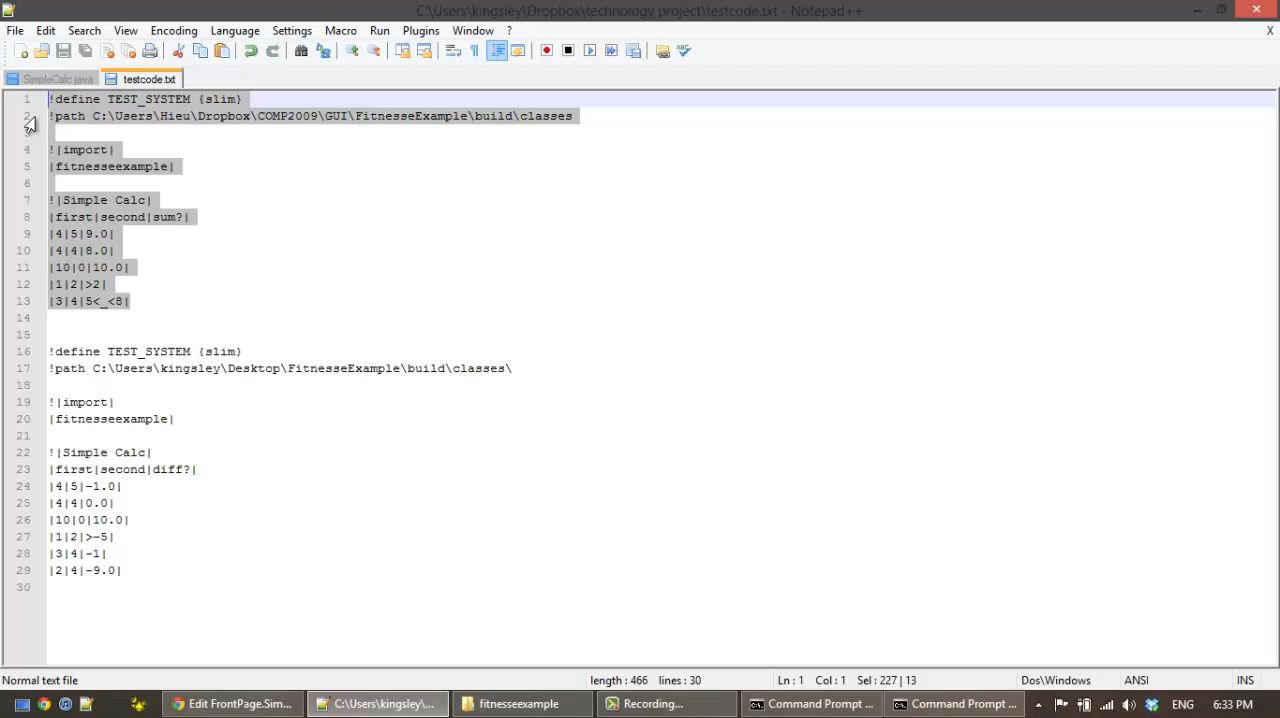 C:\Users\kingsley\Dropbox\technology project\testcode.txt - Notepad++
File Edit Search View Encoding Language Settings Macro Run Plugins Window ? X
SimpleCalc.java testcode.txt
1 !define TEST_SYSTEM {slim}
2 !path C:\Users\Hieu\Dropbox\COMP2009\GUI\FitnesseExample\build\classes
3
4 !|import|
5 |fitnesseexample|
6
7 !|Simple Calc|
8 |first|second|sum?|
9 |4|5|9.0|
10 |4|4|8.0|
11 |10|0|10.0|
12 |1|2|>2|
13 |3|4|5<_<8|
14
15
16 !define TEST_SYSTEM {slim}
17 !path C:\Users\kingsley\Desktop\FitnesseExample\build\classes\
18
19 !|import|
20 |fitnesseexample|
21
22 !|Simple Calc|
23 |first|second|diff?|
24 |4|5|-1.0|
25 |4|4|0.0|
26 |10|0|10.0|
27 |1|2|>-5|
28 |3|4|-1|
29 |2|4|-9.0|
30
Normal text file length : 466 lines : 30 Ln : 1 Col : 1 Sel : 227 | 13 Dos\Windows ANSI INS
Edit FrontPage.Sim... C:\Users\kingsley\... fitnesseexample Recording... Command Prompt ... Command Prompt ... ENG 6:33 PM